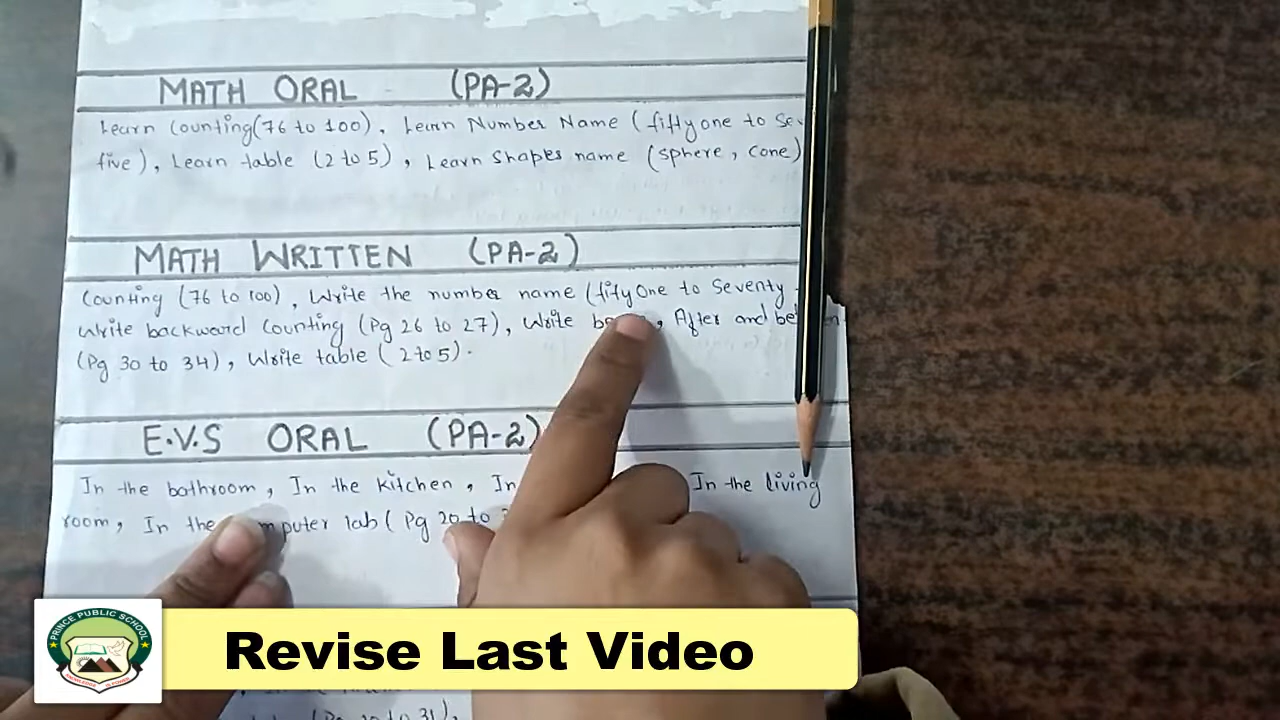 MATH ORAL (PA-2)
Learn Counting(76 to 100), Learn Number Name (fifty one to
five), Learn table (2 to 5), Learn Shapes name (sphere, cone)
MATH WRITTEN (PA-2)
Counting (76 to 100), Write the number name (fifty One to Seventy
Write backward Counting (Pg 26 to 27), Write , After and
(Pg 30 to 34), Write table (2 to 5).
E.V.S ORAL (PA-2)
In the bathroom, In the kitchen, In In the living
room, In the lab (Pg 20 to
PRINCE PUBLIC SCHOOL
Revise Last Video